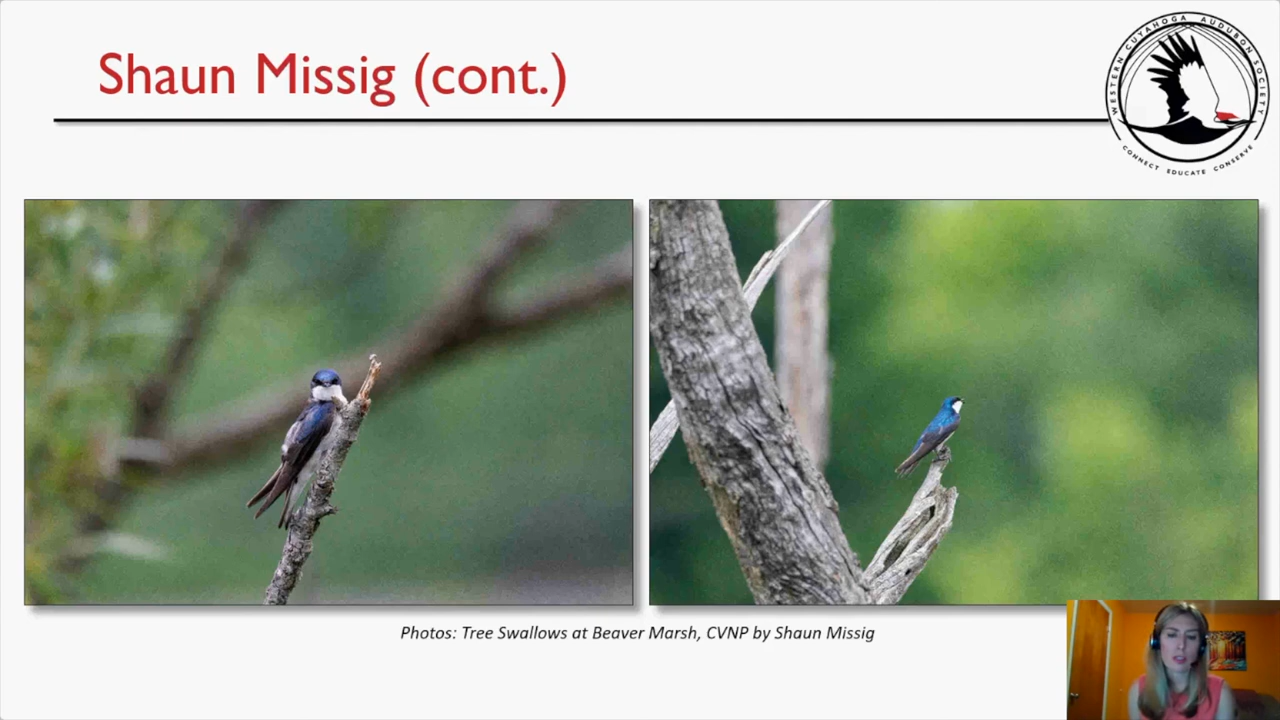 Shaun Missig (cont.)
WESTERN CUYAHOGA AUDUBON SOCIETY
CONNECT EDUCATE CONSERVE
Photos: Tree Swallows at Beaver Marsh, CVNP by Shaun Missig